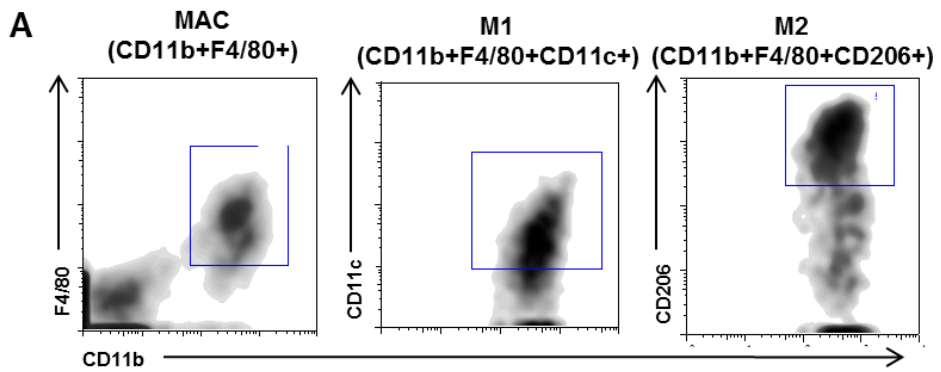 A
MAC
(CD11b+F4/80+)
M1
(CD11b+F4/80+CD11c+)
M2
(CD11b+F4/80+CD206+)
F4/80
CD11c
CD206
CD11b